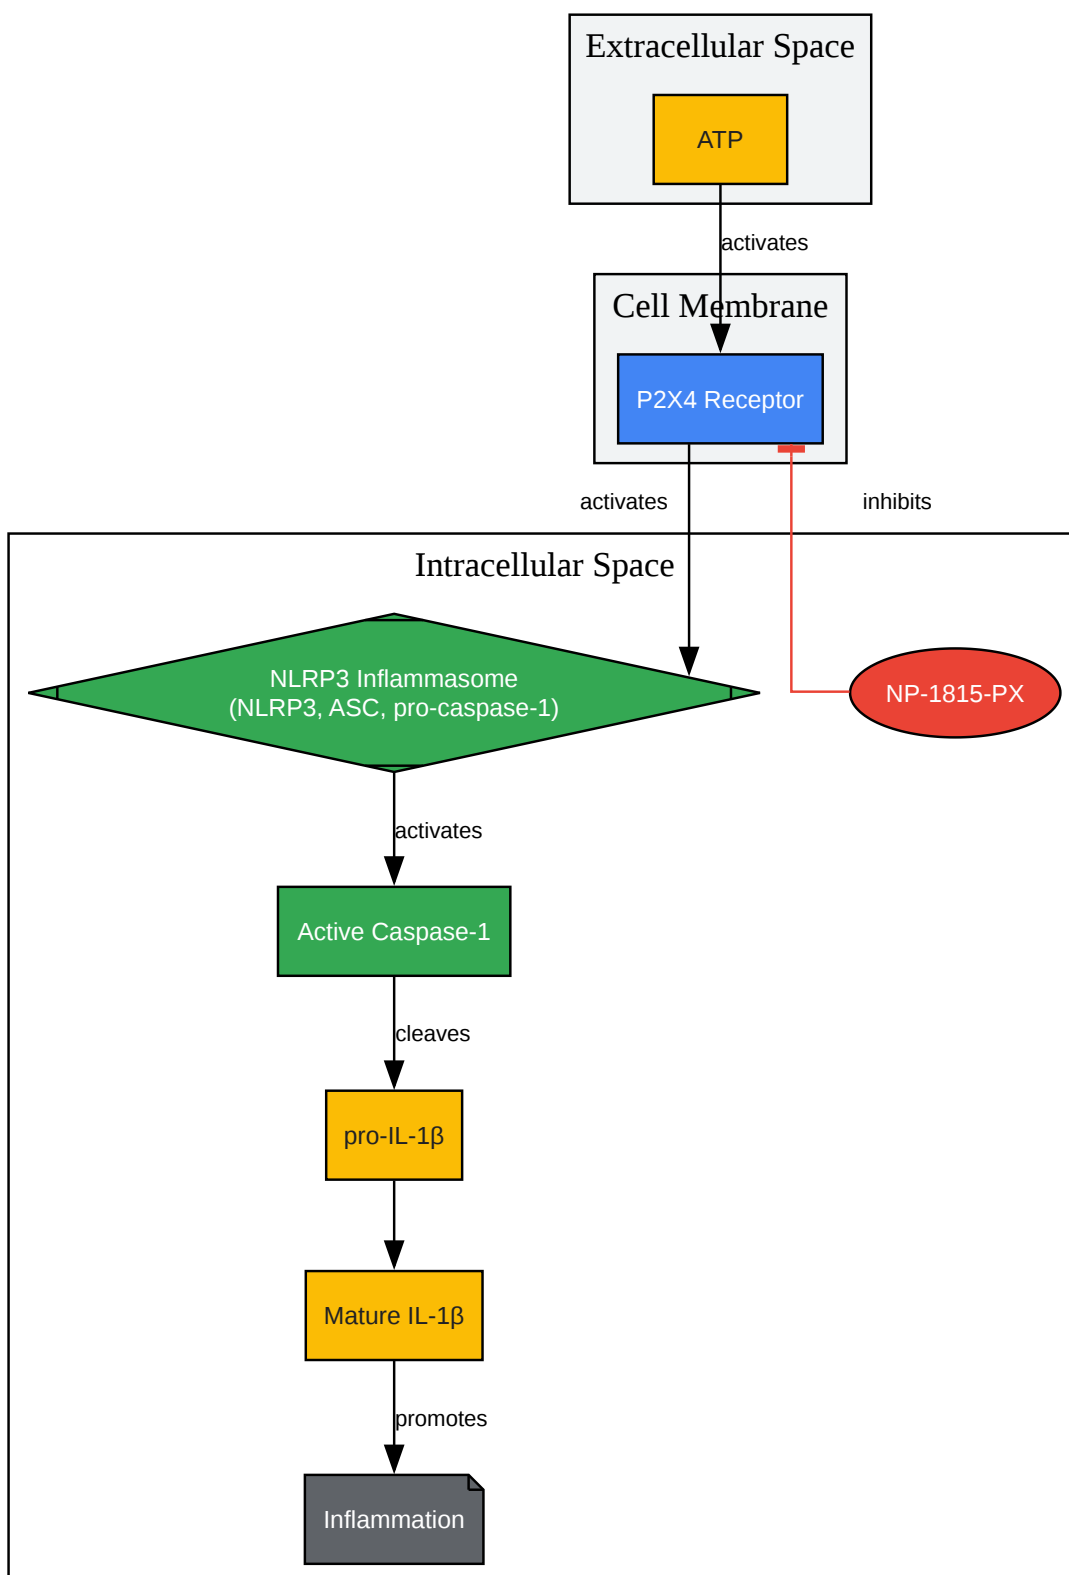 Extracellular Space
ATP
activates
Cell Membrane
P2X4 Receptor
activates
inhibits
Intracellular Space
NLRP3 Inflammasome
(NLRP3, ASC, pro-caspase-1)
NP-1815-PX
activates
Active Caspase-1
cleaves
pro-IL-1β
Mature IL-1β
promotes
Inflammation